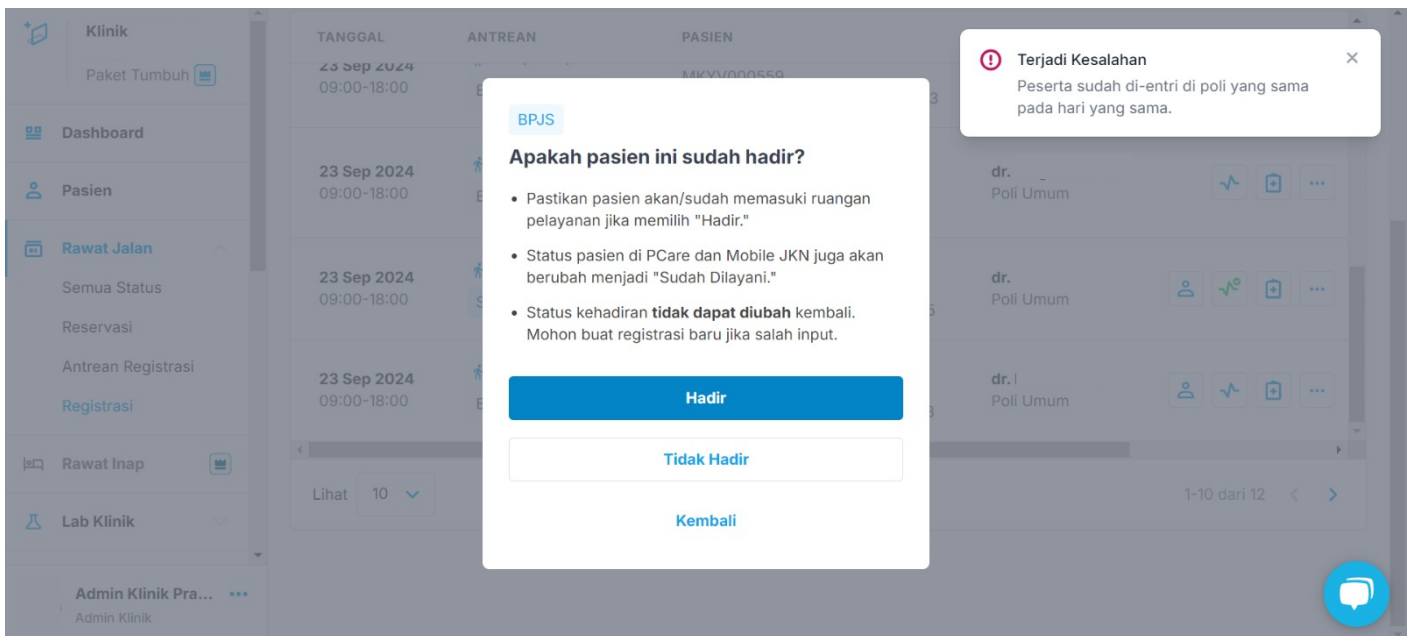 Klinik
Paket Tumbuh
Dashboard
Pasien
Rawat Jalan
Semua Status
Reservasi
Antrean Registrasi
Registrasi
Rawat Inap
Lab Klinik
Admin Klinik Pra...
Admin Klinik
TANGGAL ANTREAN PASIEN
23 Sep 2024
MKYV000559
09:00-18:00
23 Sep 2024
09:00-18:00
dr.
Poli Umum
23 Sep 2024
09:00-18:00
dr.
Poli Umum
23 Sep 2024
09:00-18:00
dr.
Poli Umum
Lihat 10
1-10 dari 12
BPJS
Apakah pasien ini sudah hadir?
• Pastikan pasien akan/sudah memasuki ruangan
pelayanan jika memilih "Hadir."
• Status pasien di PCare dan Mobile JKN juga akan
berubah menjadi "Sudah Dilayani."
• Status kehadiran tidak dapat diubah kembali.
Mohon buat registrasi baru jika salah input.
Hadir
Tidak Hadir
Kembali
Terjadi Kesalahan
Peserta sudah di-entri di poli yang sama
pada hari yang sama.